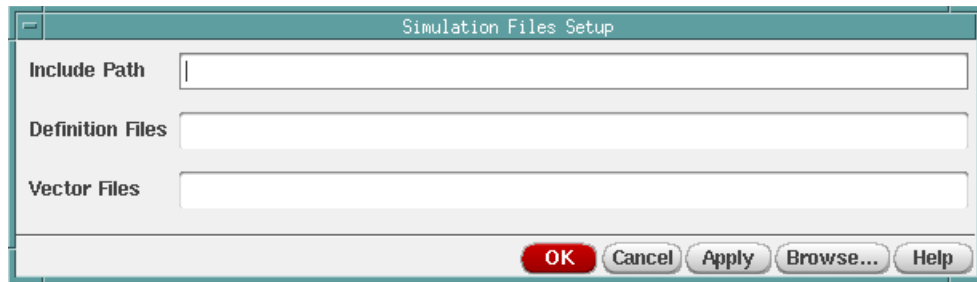 Simulation Files Setup
Include Path
Definition Files
Vector Files
OK Cancel Apply Browse... Help